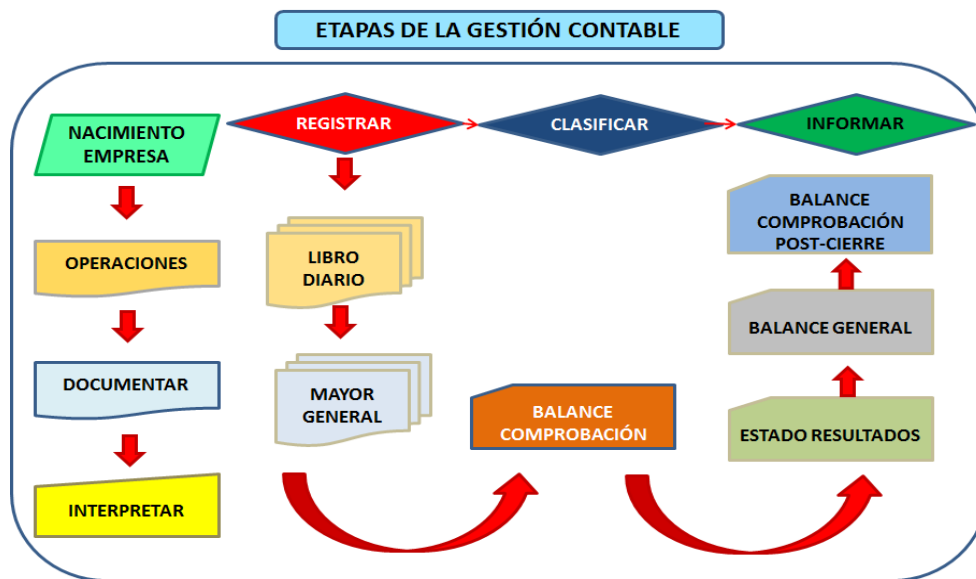 ETAPAS DE LA GESTIÓN CONTABLE
NACIMIENTO
EMPRESA
OPERACIONES
DOCUMENTAR
INTERPRETAR
REGISTRAR
LIBRO
DIARIO
MAYOR
GENERAL
CLASIFICAR
BALANCE
COMPROBACIÓN
INFORMAR
BALANCE
COMPROBACIÓN
POST-CIERRE
BALANCE GENERAL
ESTADO RESULTADOS